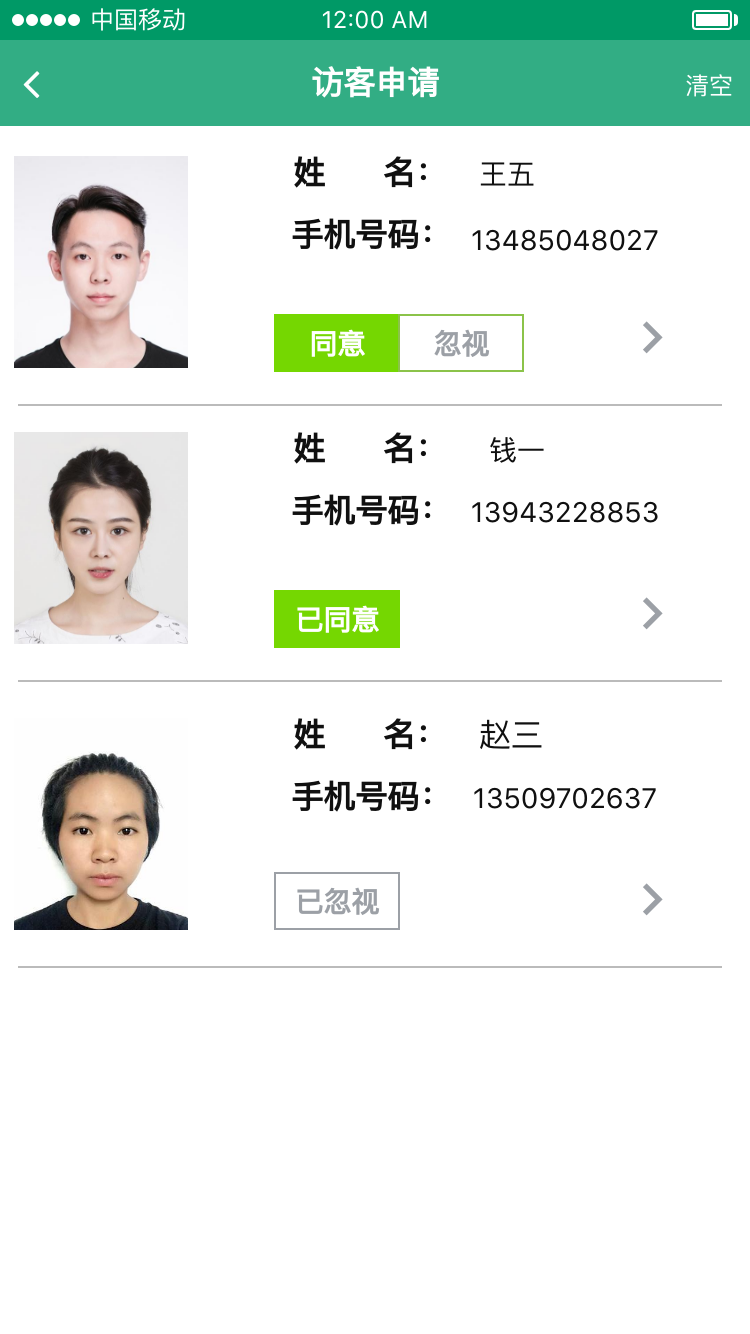 中国移动 12:00 AM
访客申请 清空
姓 名： 王五
手机号码： 13485048027
同意 忽视
姓 名： 钱一
手机号码： 13943228853
已同意
姓 名： 赵三
手机号码： 13509702637
已忽视